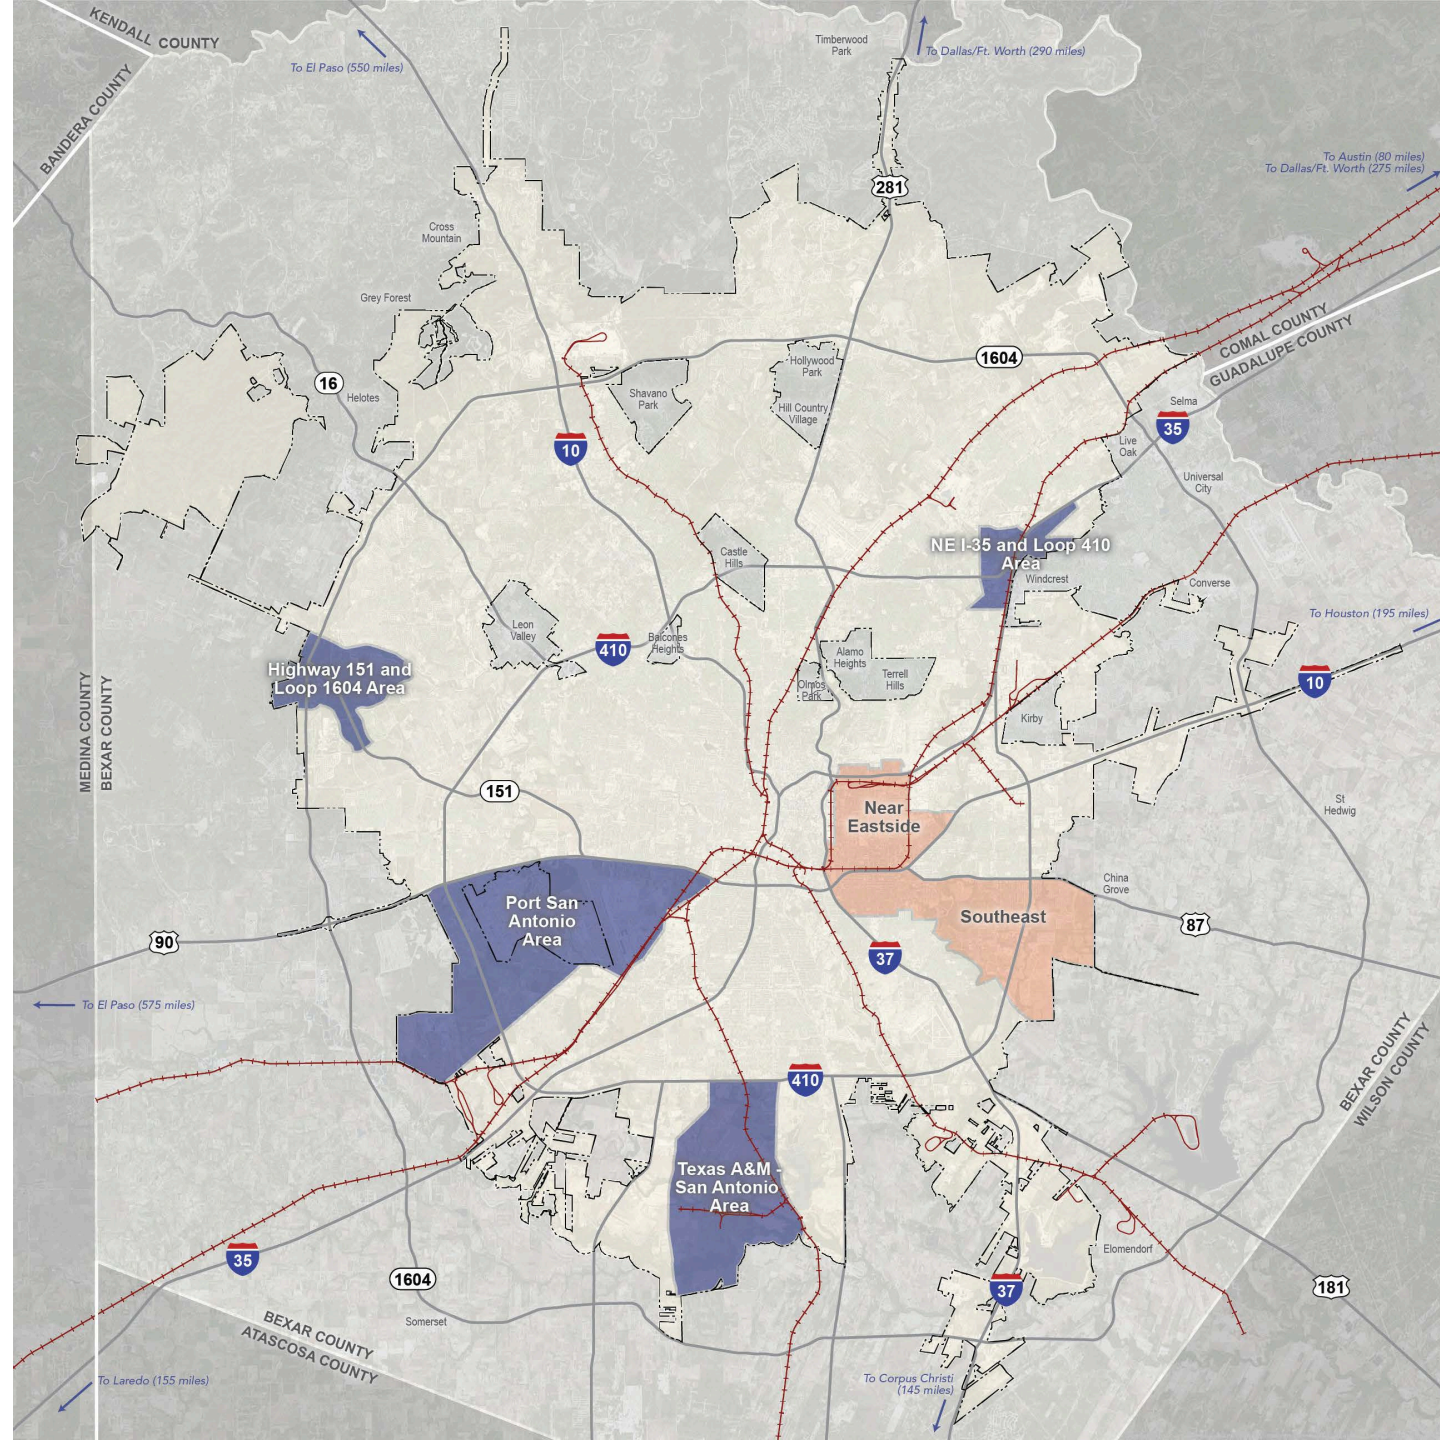 KENDALL COUNTY
BANDERA COUNTY
To El Paso (550 miles)
Timberwood
Park
To Dallas/Ft. Worth (290 miles)
To Austin (80 miles)
To Dallas/Ft. Worth (275 miles)
281
Cross
Mountain
Grey Forest
COMAL COUNTY
GUADALUPE COUNTY
1604
Hollywood
Park
16
Helotes
Shavano
Park
Hill Country
Village
Selma
35
10
Live
Oak
Universal
City
NE I-35 and Loop 410
Area
Castle
Hills
Windcrest
Converse
To Houston (195 miles)
Leon
Valley
410
Balcones
Heights
Alamo
Heights
Terrell
Hills
Olmos
Park
10
Highway 151 and
Loop 1604 Area
Kirby
MEDINA COUNTY
BEXAR COUNTY
151
Near
Eastside
St
Hedwig
China
Grove
Port San
Antonio
Area
Southeast
87
90
37
To El Paso (575 miles)
BEXAR COUNTY
WILSON COUNTY
410
Texas A&M -
San Antonio
Area
Elomendorf
35
1604
37
181
Somerset
BEXAR COUNTY
ATASCOSA COUNTY
To Laredo (155 miles)
To Corpus Christi
(145 miles)